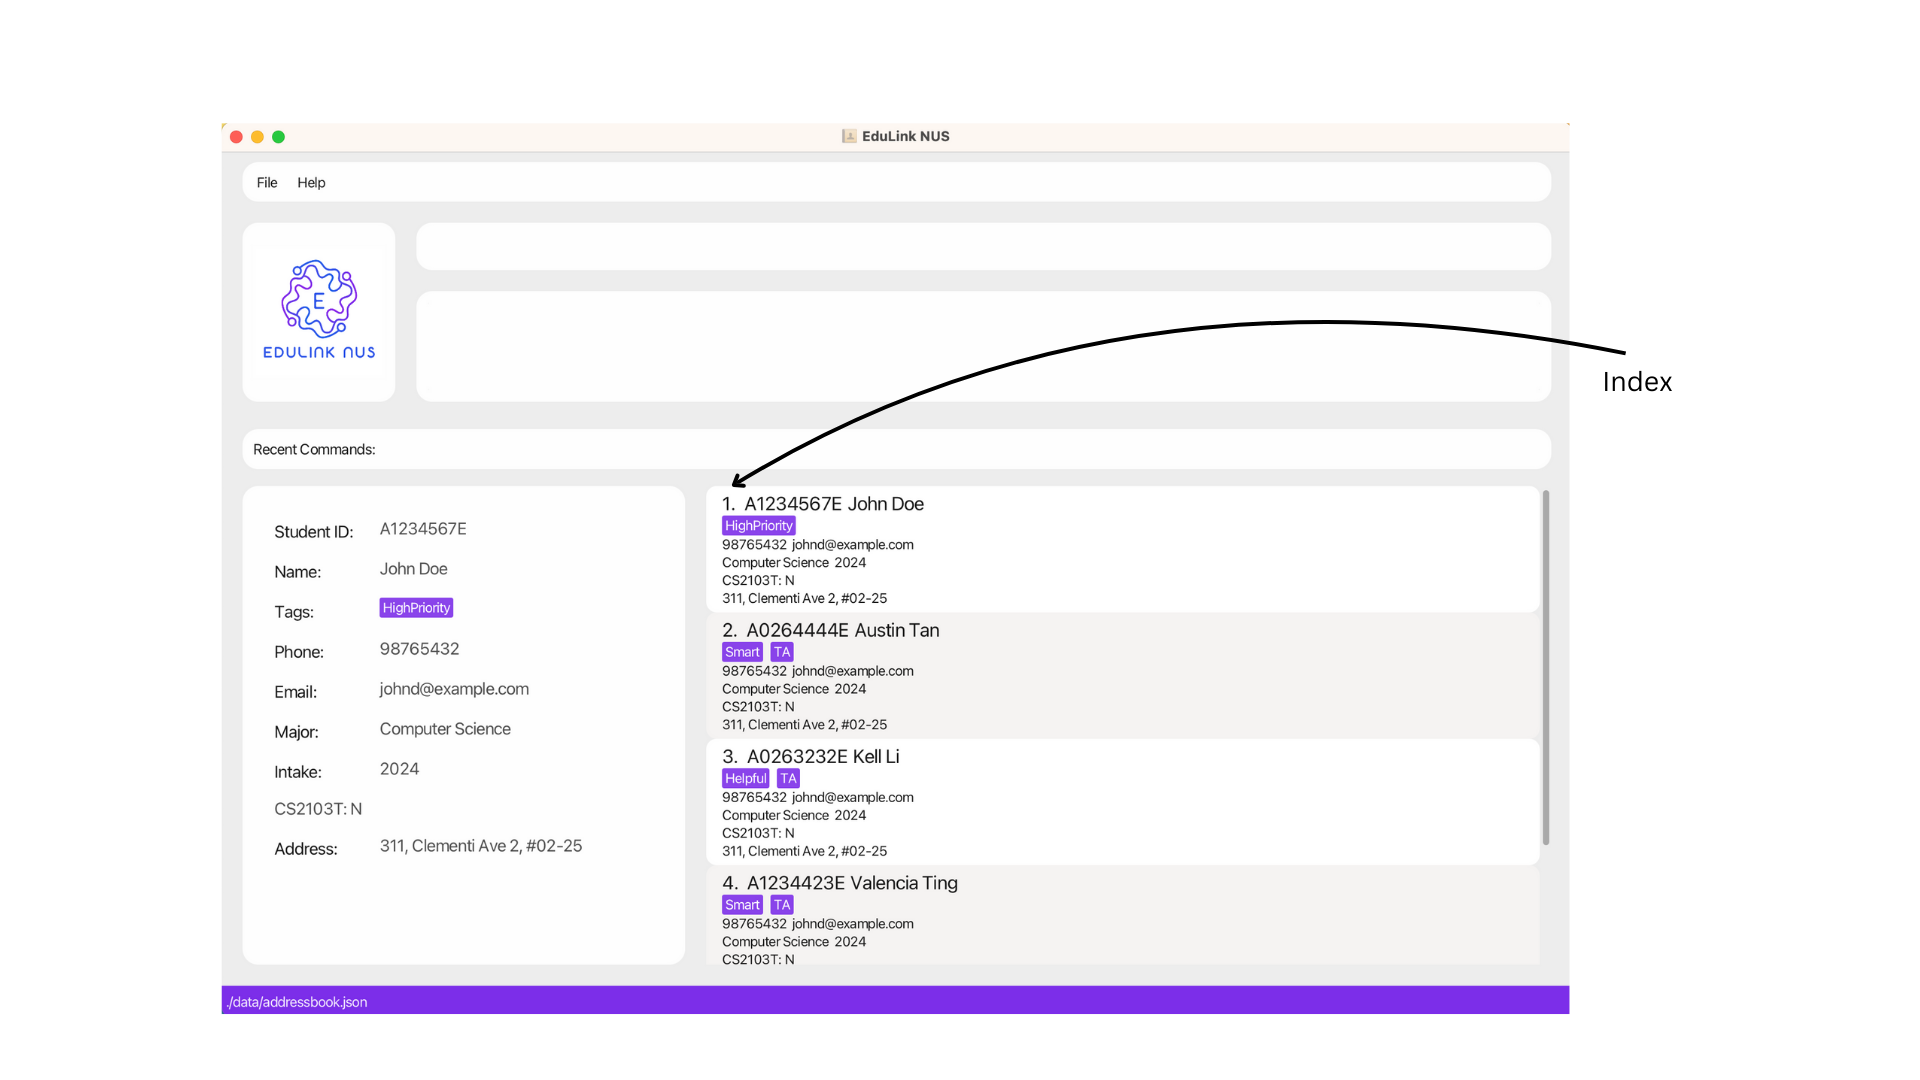 EduLink NUS
File Help
E
EDULINK NUS
Index
Recent Commands:
Student ID: A1234567E
Name: John Doe
Tags: HighPriority
Phone: 98765432
Email: johnd@example.com
Major: Computer Science
Intake: 2024
CS2103T: N
Address: 311, Clementi Ave 2, #02-25
1. A1234567E John Doe
HighPriority
98765432 johnd@example.com
Computer Science 2024
CS2103T: N
311, Clementi Ave 2, #02-25
2. A0264444E Austin Tan
Smart TA
98765432 johnd@example.com
Computer Science 2024
CS2103T: N
311, Clementi Ave 2, #02-25
3. A0263232E Kell Li
Helpful TA
98765432 johnd@example.com
Computer Science 2024
CS2103T: N
311, Clementi Ave 2, #02-25
4. A1234423E Valencia Ting
Smart TA
98765432 johnd@example.com
Computer Science 2024
CS2103T: N
./data/addressbook.json